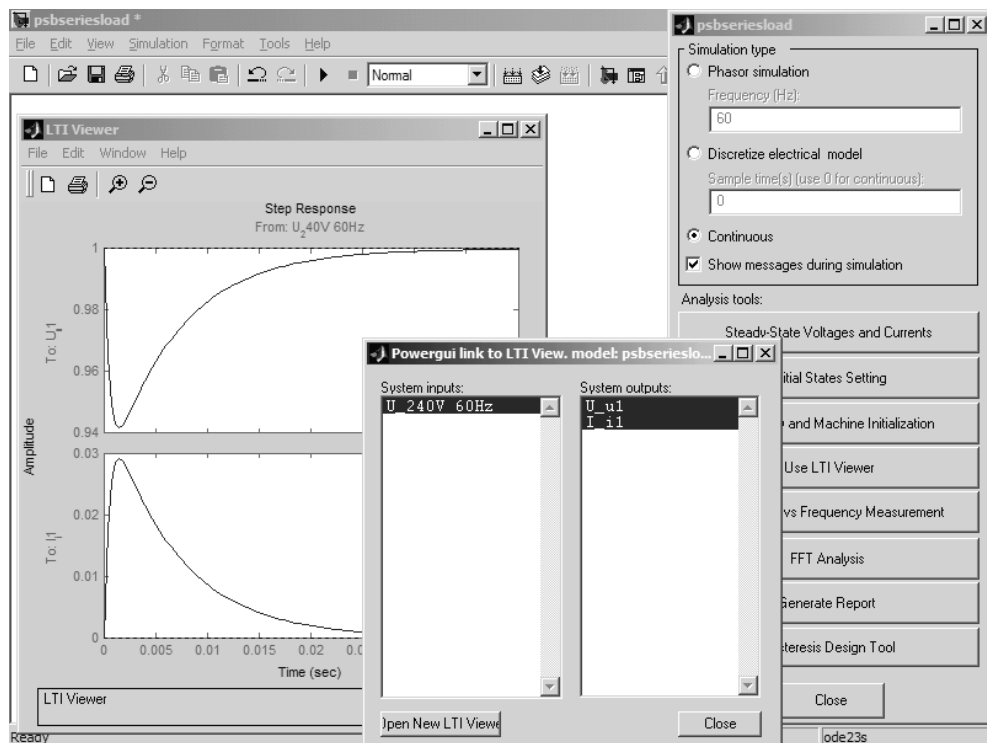 psbseriesload *
File Edit View Simulation Format Tools Help
Normal
LTI Viewer
File Edit Window Help
Step Response
From: U_240V 60Hz
1
0.98
0.96
0.94
To: U_u1
Amplitude
0.03
0.02
0.01
0
To: I_i1
0 0.005 0.01 0.015 0.02
Time (sec)
LTI Viewer
Ready
ode23s
Powergui link to LTI View. model: psbserieslo...
System inputs:
U_240V 60Hz
System outputs:
U_u1
I_i1
Open New LTI Viewe
Close
psbseriesload
Simulation type
Phasor simulation
Frequency (Hz):
60
Discretize electrical model
Sample time(s) (use 0 for continuous):
0
Continuous
Show messages during simulation
Analysis tools:
Steady-State Voltages and Currents
itial States Setting
and Machine Initialization
Use LTI Viewer
vs Frequency Measurement
FFT Analysis
Generate Report
teresis Design Tool
Close